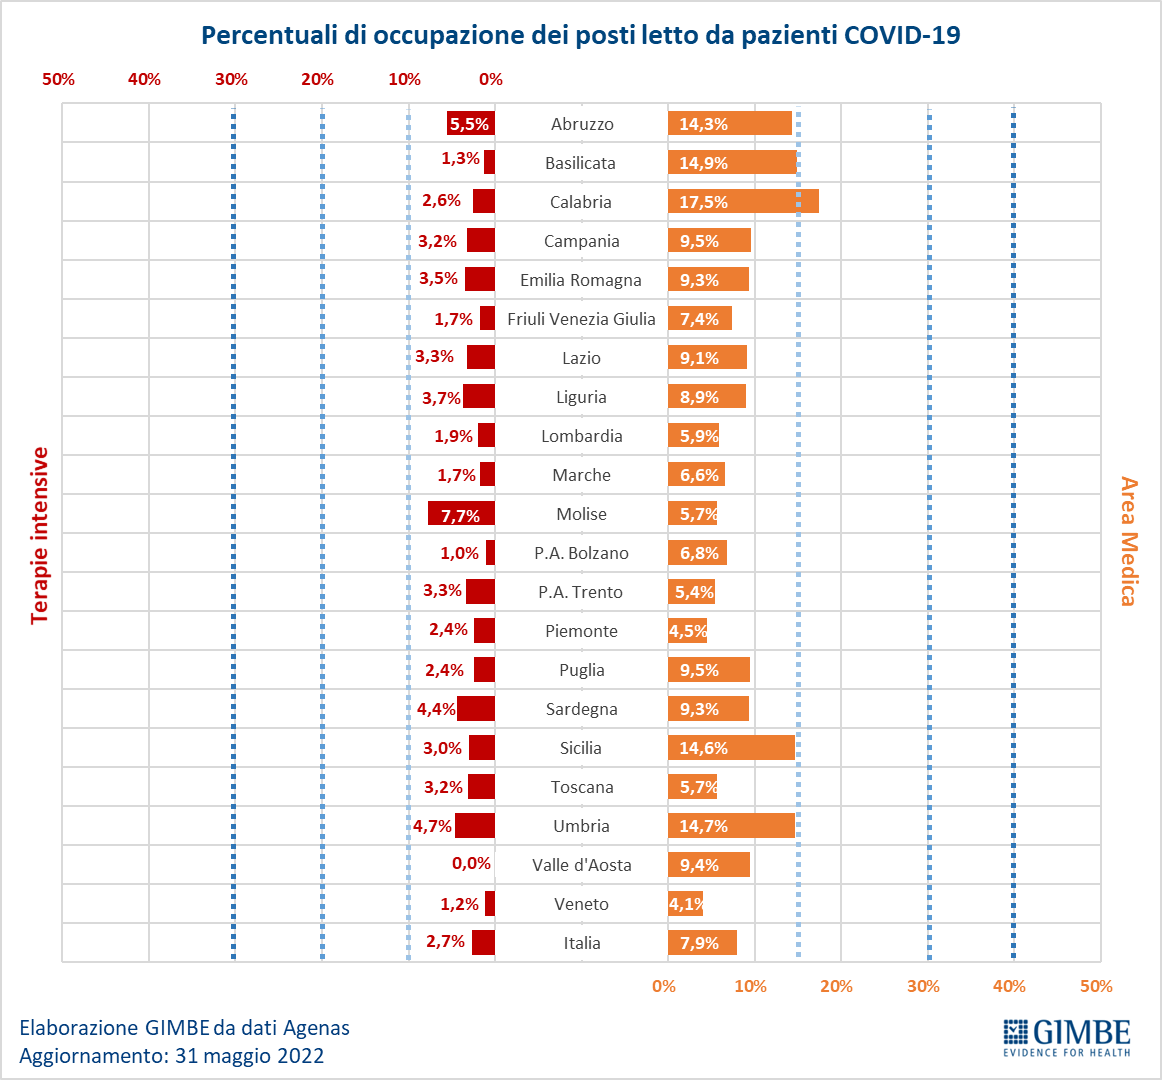 Percentuali di occupazione dei posti letto da pazienti COVID-19
50% 40% 30% 20% 10% 0%
5,5% Abruzzo 14,3%
1,3% Basilicata 14,9%
2,6% Calabria 17,5%
3,2% Campania 9,5%
3,5% Emilia Romagna 9,3%
1,7% Friuli Venezia Giulia 7,4%
3,3% Lazio 9,1%
3,7% Liguria 8,9%
1,9% Lombardia 5,9%
1,7% Marche 6,6%
7,7% Molise 5,7%
1,0% P.A. Bolzano 6,8%
3,3% P.A. Trento 5,4%
2,4% Piemonte 4,5%
2,4% Puglia 9,5%
4,4% Sardegna 9,3%
3,0% Sicilia 14,6%
3,2% Toscana 5,7%
4,7% Umbria 14,7%
0,0% Valle d'Aosta 9,4%
1,2% Veneto 4,1%
2,7% Italia 7,9%
Terapie intensive
Area Medica
0% 10% 20% 30% 40% 50%
Elaborazione GIMBE da dati Agenas
Aggiornamento: 31 maggio 2022
GIMBE
EVIDENCE FOR HEALTH